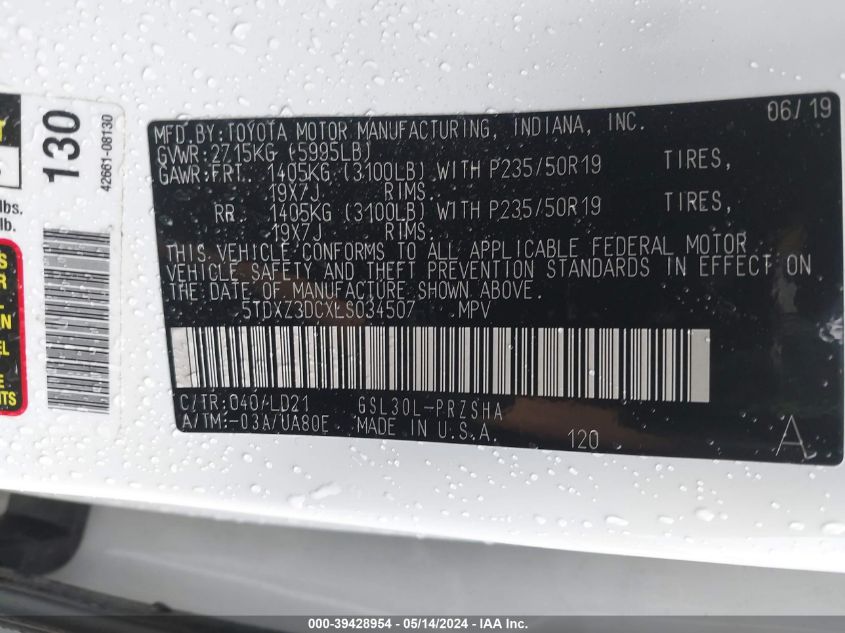 130
42661-08130
lbs.
lb.
06/19
MFD.BY:TOYOTA MOTOR MANUFACTURING, INDIANA, INC.
GVWR:2715KG (5995LB)
GAWR:FRT. 1405KG (3100LB) WITH P235/50R19 TIRES,
19X7J RIMS.
RR. 1405KG (3100LB) WITH P235/50R19 TIRES,
19X7J RIMS.
THIS VEHICLE CONFORMS TO ALL APPLICABLE FEDERAL MOTOR
VEHICLE SAFETY AND THEFT PREVENTION STANDARDS IN EFFECT ON
THE DATE OF MANUFACTURE SHOWN ABOVE.
5TDXZ3DCXLS034507 MPV
C/TR:040/LD21 GSL30L-PRZSHA
A/TM:-03A/UA80E MADE IN U.S.A.
120
A
000-39428954 - 05/14/2024 - IAA Inc.